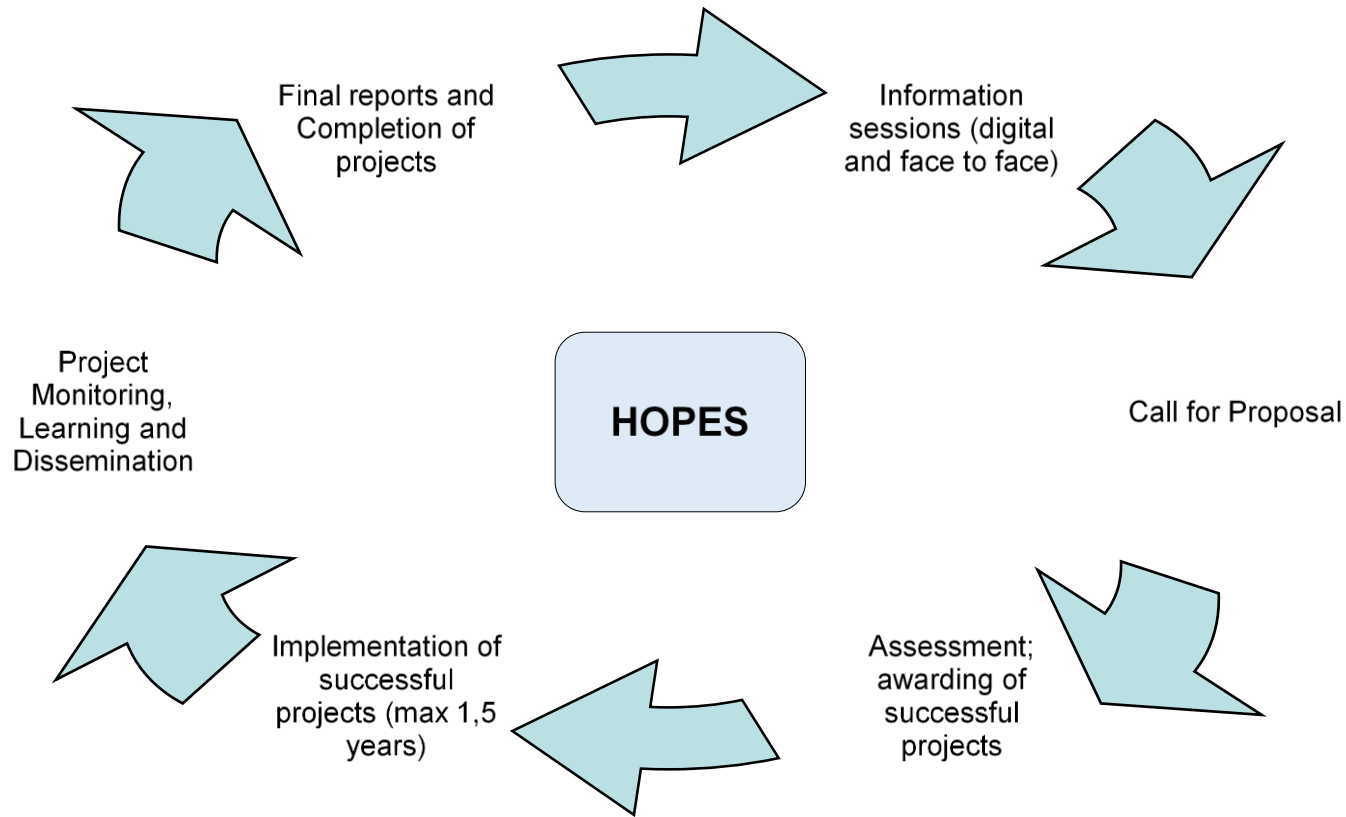 Final reports and
Completion of
projects
Information
sessions (digital
and face to face)
Project
Monitoring,
Learning and
Dissemination
HOPES
Call for Proposal
Implementation of
successful
projects (max 1,5
years)
Assessment;
awarding of
successful
projects